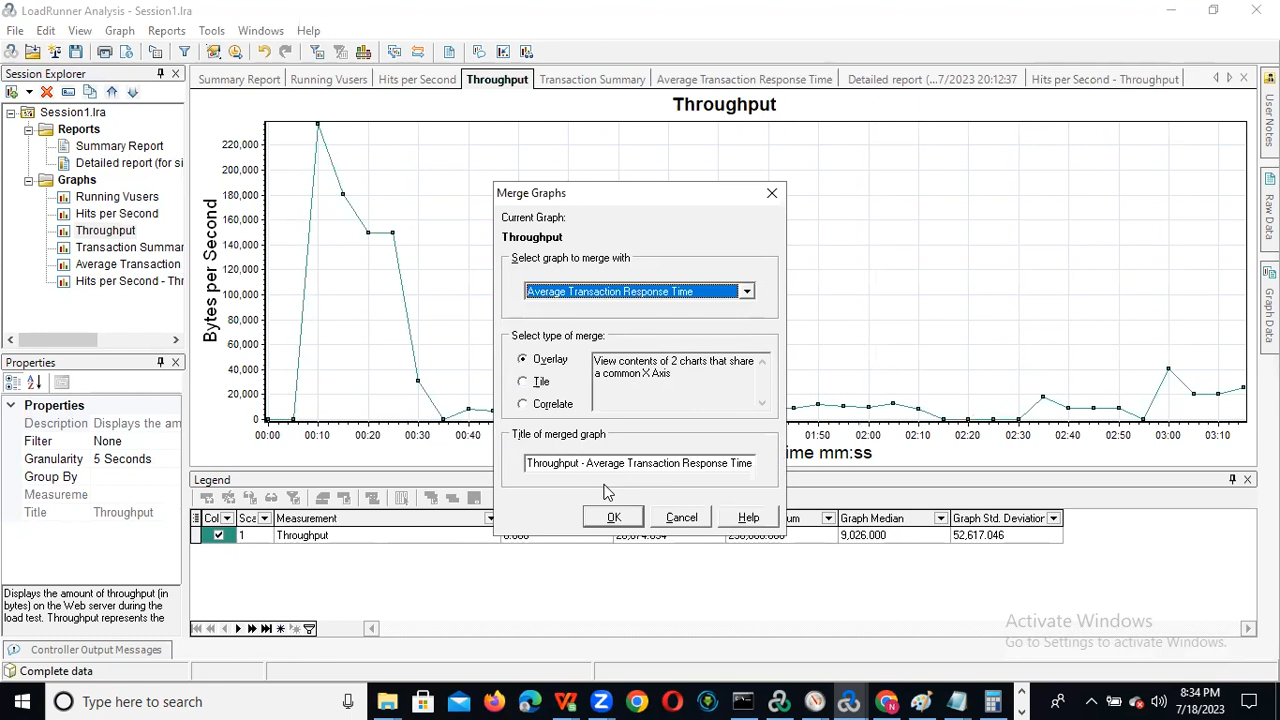 LoadRunner Analysis - Session1.lra
File Edit View Graph Reports Tools Windows Help
Session Explorer
Session1.lra
Reports
Summary Report
Detailed report (for si
Graphs
Running Vusers
Hits per Second
Throughput
Transaction Summar
Average Transaction
Hits per Second - Thr
Properties
Properties
Description Displays the am
Filter None
Granularity 5 Seconds
Group By
Measureme
Title Throughput
Displays the amount of throughput (in
bytes) on the Web server during the
load test. Throughput represents the
Controller Output Messages
Complete data
Summary Report Running Vusers Hits per Second Throughput Transaction Summary Average Transaction Response Time Detailed report (...7/2023 20:12:37 Hits per Second - Throughput
Throughput
Bytes per Second
220,000
200,000
180,000
160,000
140,000
120,000
100,000
80,000
60,000
40,000
20,000
0
00:00 00:10 00:20 00:30 00:40 01:50 02:00 02:10 02:20 02:30 02:40 02:50 03:00 03:10
ime mm:ss
Merge Graphs
Current Graph:
Throughput
Select graph to merge with
Average Transaction Response Time
Select type of merge:
Overlay
Tile
Correlate
View contents of 2 charts that share
a common X Axis
Title of merged graph
Throughput - Average Transaction Response Time
OK Cancel Help
Legend
Col Sca Measurement um Graph Median Graph Std. Deviation
1 Throughput 9,026.000 52,617.046
User Notes
Raw Data
Graph Data
Activate Windows
Go to Settings to activate Windows.
Type here to search
8:34 PM
7/18/2023